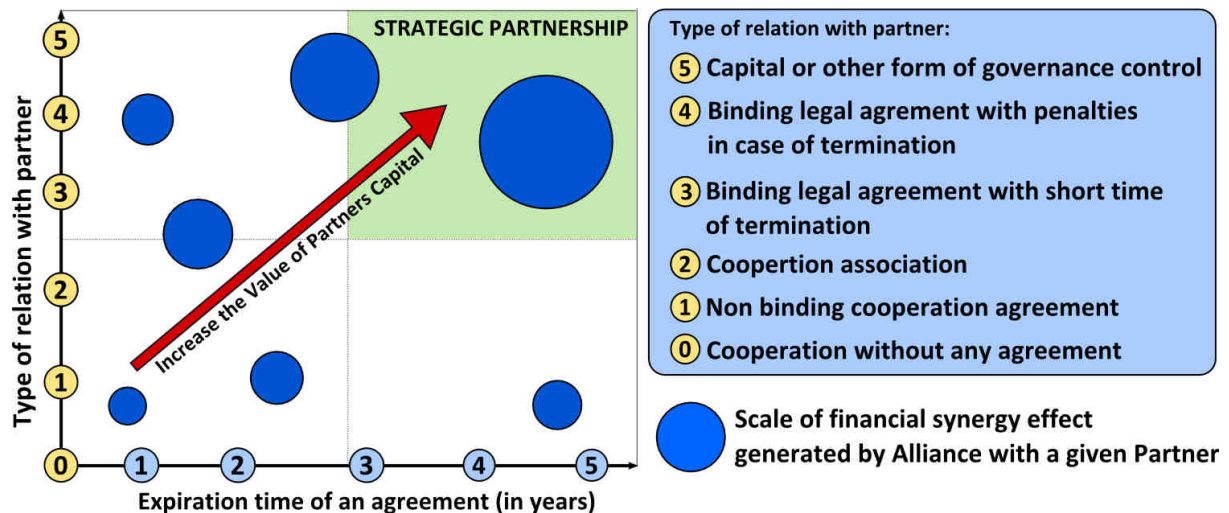 STRATEGIC PARTNERSHIP
Increase the Value of Partners Capital
Type of relation with partner
5
4
3
2
1
0
1
2
3
4
5
Expiration time of an agreement (in years)
Type of relation with partner:
5 Capital or other form of governance control
4 Binding legal agrement with penalties
in case of termination
3 Binding legal agreement with short time
of termination
2 Coopertion association
1 Non binding cooperation agreement
0 Cooperation without any agreement
Scale of financial synergy effect
generated by Alliance with a given Partner